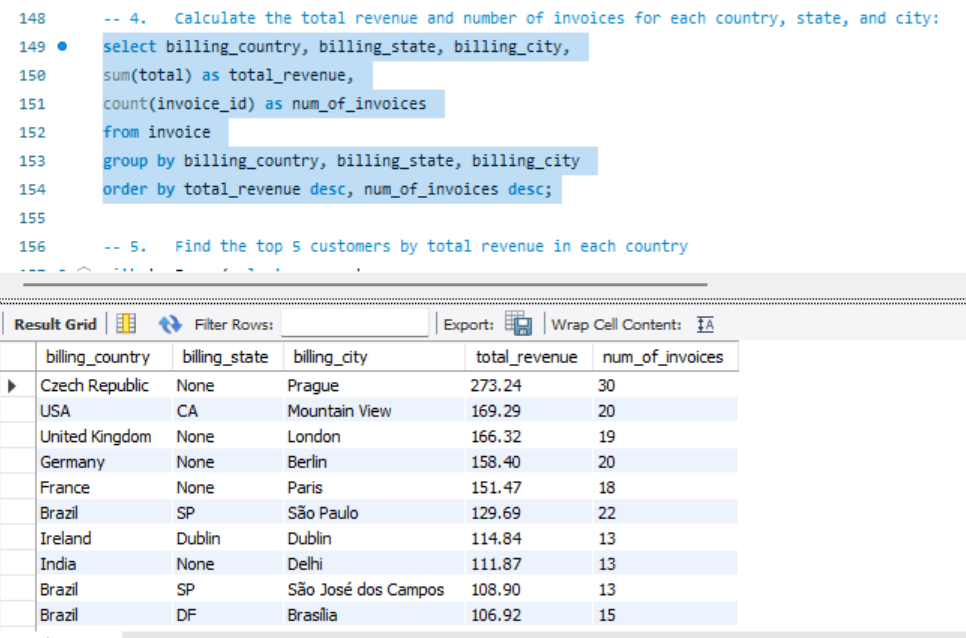 148 -- 4. Calculate the total revenue and number of invoices for each country, state, and city:
149 select billing_country, billing_state, billing_city,
150 sum(total) as total_revenue,
151 count(invoice_id) as num_of_invoices
152 from invoice
153 group by billing_country, billing_state, billing_city
154 order by total_revenue desc, num_of_invoices desc;
155
156 -- 5. Find the top 5 customers by total revenue in each country
Result Grid Filter Rows: Export: Wrap Cell Content: IA
billing_country billing_state billing_city total_revenue num_of_invoices
Czech Republic None Prague 273.24 30
USA CA Mountain View 169.29 20
United Kingdom None London 166.32 19
Germany None Berlin 158.40 20
France None Paris 151.47 18
Brazil SP São Paulo 129.69 22
Ireland Dublin Dublin 114.84 13
India None Delhi 111.87 13
Brazil SP São José dos Campos 108.90 13
Brazil DF Brasília 106.92 15